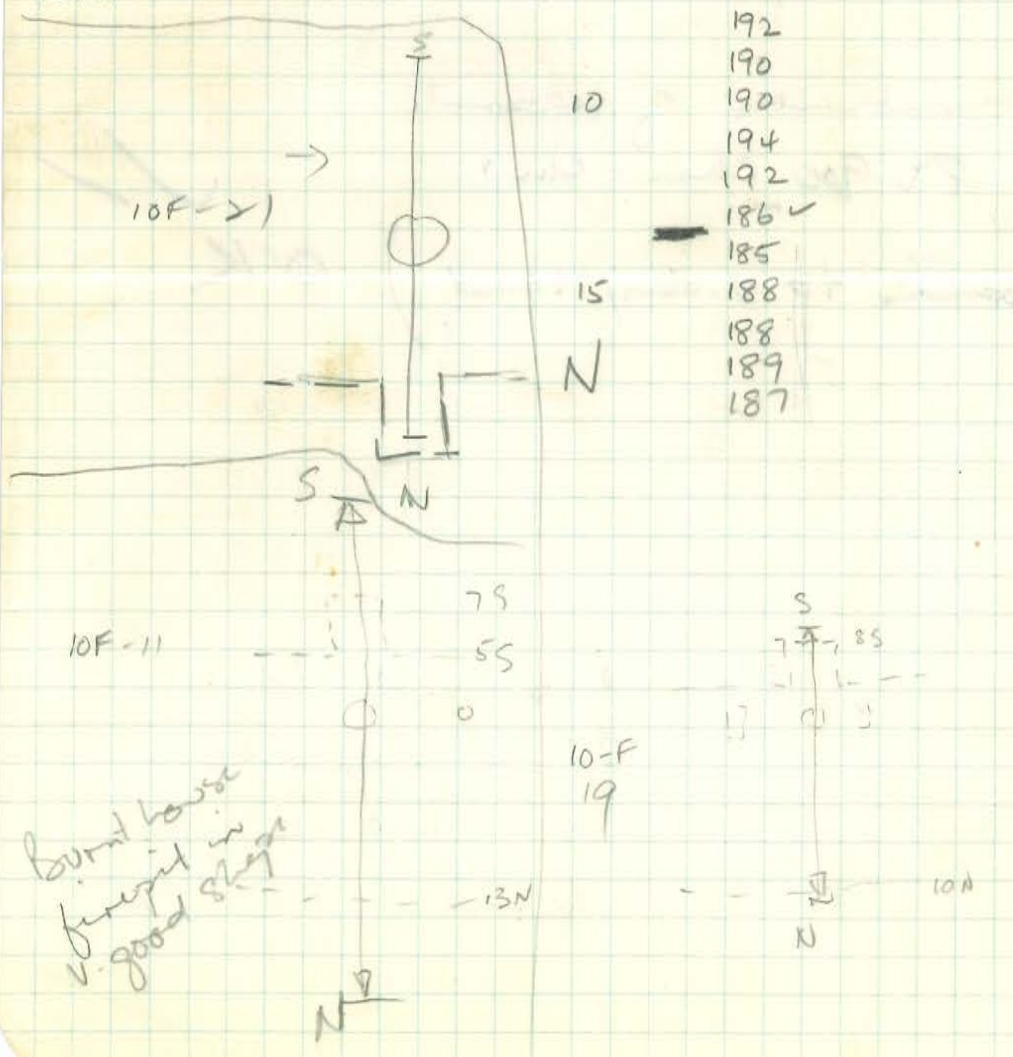 S
10
10F-21
15
N
N
192
190
190
194
192
186 ✓
185
188
188
189
187
S
7S
10F-11
5S
0
13N
N
Burnt house
firepit in
v. good shape
10-F
19
S
8S
10N
N